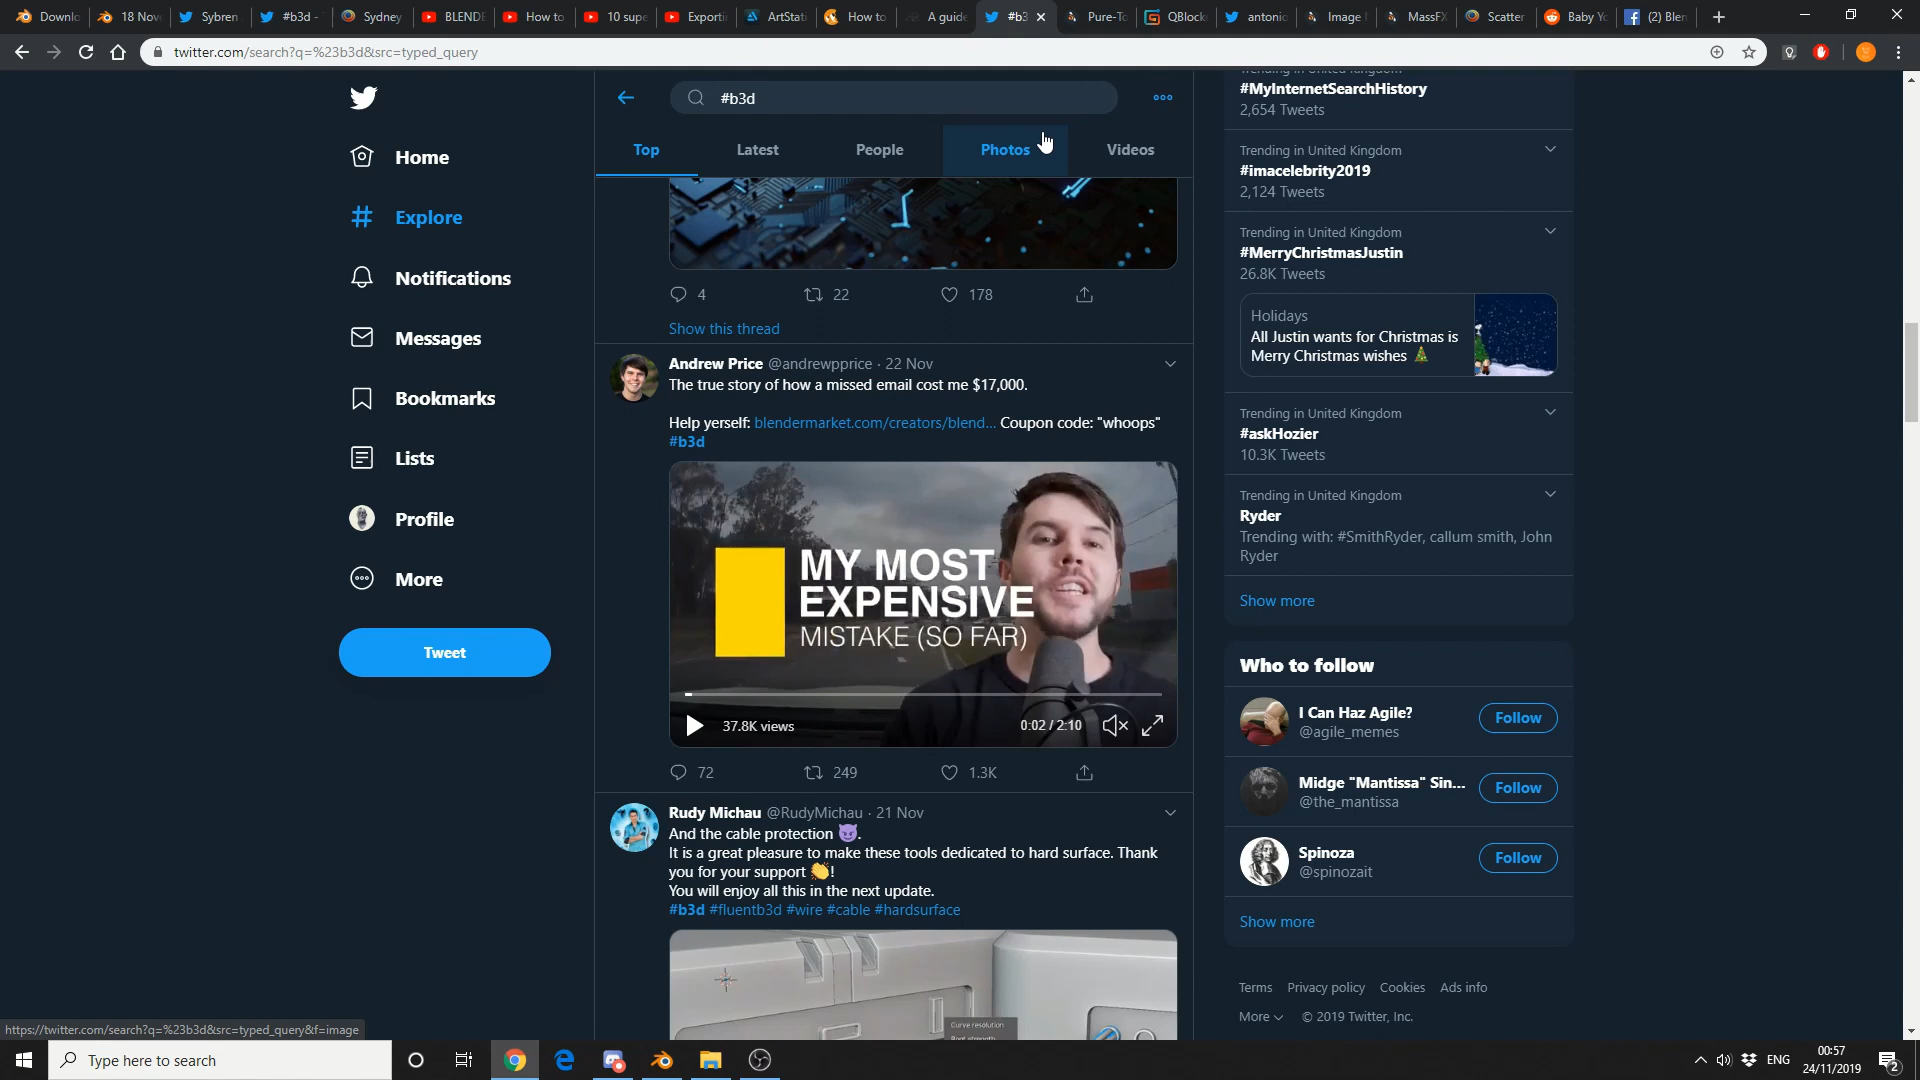 Downlo
18 Nov
Sybren
#b3d -
Sydney
BLENDE
How to
10 supe
Exporti
ArtStati
How to
A guide
#b3
Pure-To
QBlock
antonio
Image
MassFX
Scatter
Baby Yo
(2) Blen
twitter.com/search?q=%23b3d&src=typed_query
Home
Explore
Notifications
Messages
Bookmarks
Lists
Profile
More
Tweet
#b3d
Top
Latest
People
Photos
Videos
4
22
178
Show this thread
Andrew Price @andrewpprice · 22 Nov
The true story of how a missed email cost me $17,000.
Help yerself: blendermarket.com/creators/blend... Coupon code: "whoops"
#b3d
MY MOST
EXPENSIVE
MISTAKE (SO FAR)
37.8K views
0:02 / 2:10
72
249
1.3K
Rudy Michau @RudyMichau · 21 Nov
And the cable protection 😈.
It is a great pleasure to make these tools dedicated to hard surface. Thank
you for your support 👏!
You will enjoy all this in the next update.
#b3d #fluentb3d #wire #cable #hardsurface
Curve resolution
#MyInternetSearchHistory
2,654 Tweets
Trending in United Kingdom
#imacelebrity2019
2,124 Tweets
Trending in United Kingdom
#MerryChristmasJustin
26.8K Tweets
Holidays
All Justin wants for Christmas is
Merry Christmas wishes 🎄
Trending in United Kingdom
#askHozier
10.3K Tweets
Trending in United Kingdom
Ryder
Trending with: #SmithRyder, callum smith, John
Ryder
Show more
Who to follow
I Can Haz Agile?
@agile_memes
Follow
Midge "Mantissa" Sin...
@the_mantissa
Follow
Spinoza
@spinozait
Follow
Show more
Terms Privacy policy Cookies Ads info
More © 2019 Twitter, Inc.
https://twitter.com/search?q=%23b3d&src=typed_query&f=image
Type here to search
ENG
00:57
24/11/2019
2